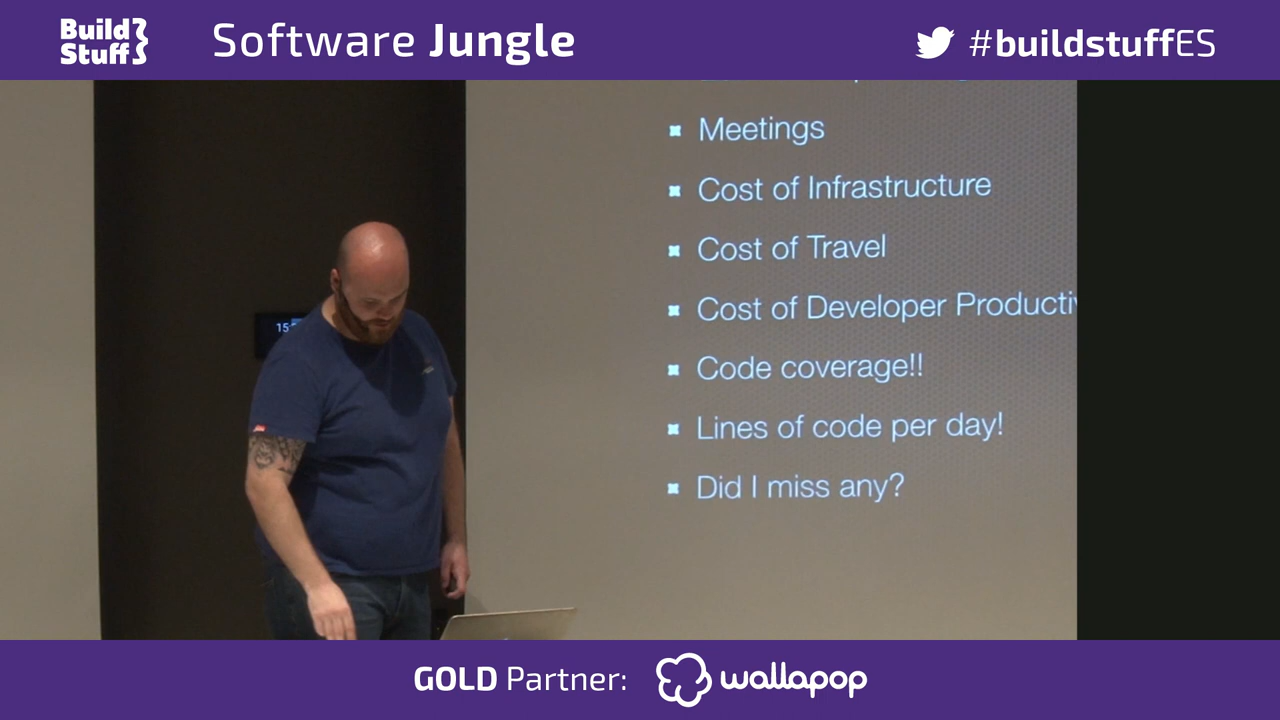 Build
Stuff
Software Jungle
#buildstuffES
Meetings
Cost of Infrastructure
Cost of Travel
Cost of Developer Producti
Code coverage!!
Lines of code per day!
Did I miss any?
15
GOLD Partner:
wallapop